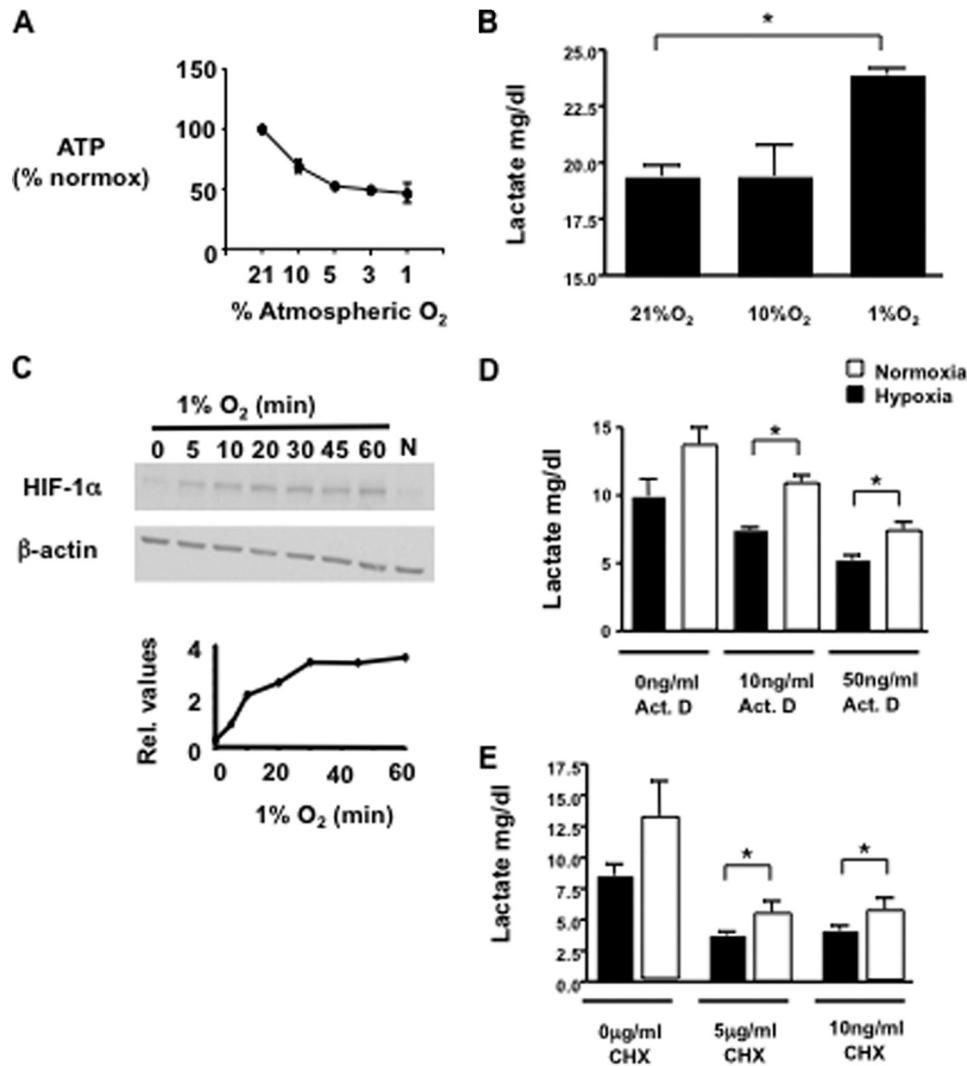 A
150
100
50
0
ATP
(% normox)
21 10 5 3 1
% Atmospheric O2
B
*
25.0
22.5
20.0
17.5
15.0
Lactate mg/dl
21%O2 10%O2 1%O2
C
1% O2 (min)
0 5 10 20 30 45 60 N
HIF-1α
β-actin
4
2
0
Rel. values
0 20 40 60
1% O2 (min)
D
Normoxia
Hypoxia
15
10
5
0
Lactate mg/dl
* *
0ng/ml 10ng/ml 50ng/ml
Act. D Act. D Act. D
E
17.5
15.0
12.5
10.0
7.5
5.0
2.5
0.0
Lactate mg/dl
* *
0μg/ml 5μg/ml 10ng/ml
CHX CHX CHX